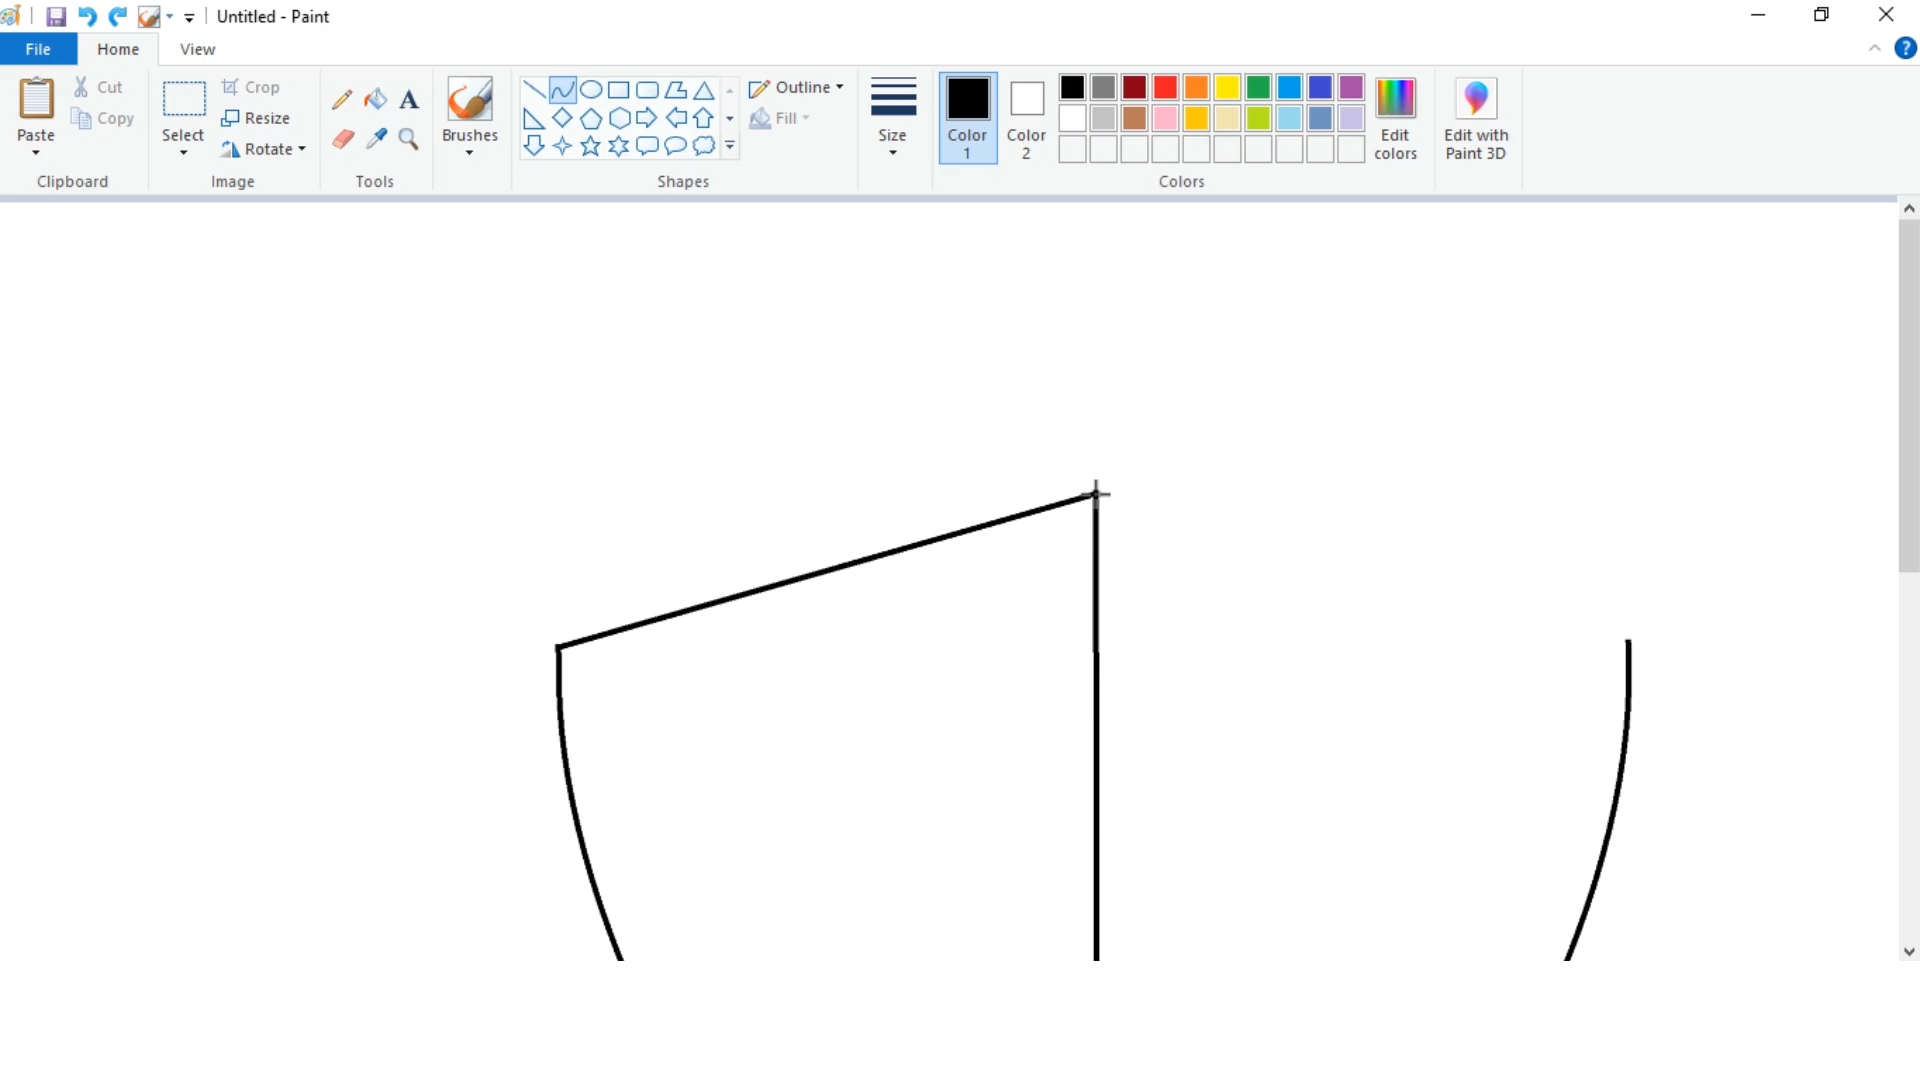 Untitled - Paint
File Home View
Paste Cut Copy Clipboard
Select Crop Resize Rotate Image
A
Tools
Brushes
Outline Fill Shapes
Size
Color 1
Color 2
Edit colors
Colors
Edit with Paint 3D
?